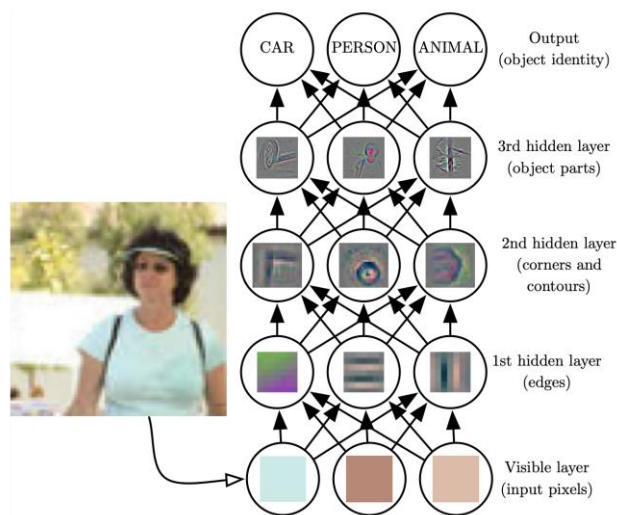 CAR PERSON ANIMAL
Output
(object identity)
3rd hidden layer
(object parts)
2nd hidden layer
(corners and
contours)
1st hidden layer
(edges)
Visible layer
(input pixels)